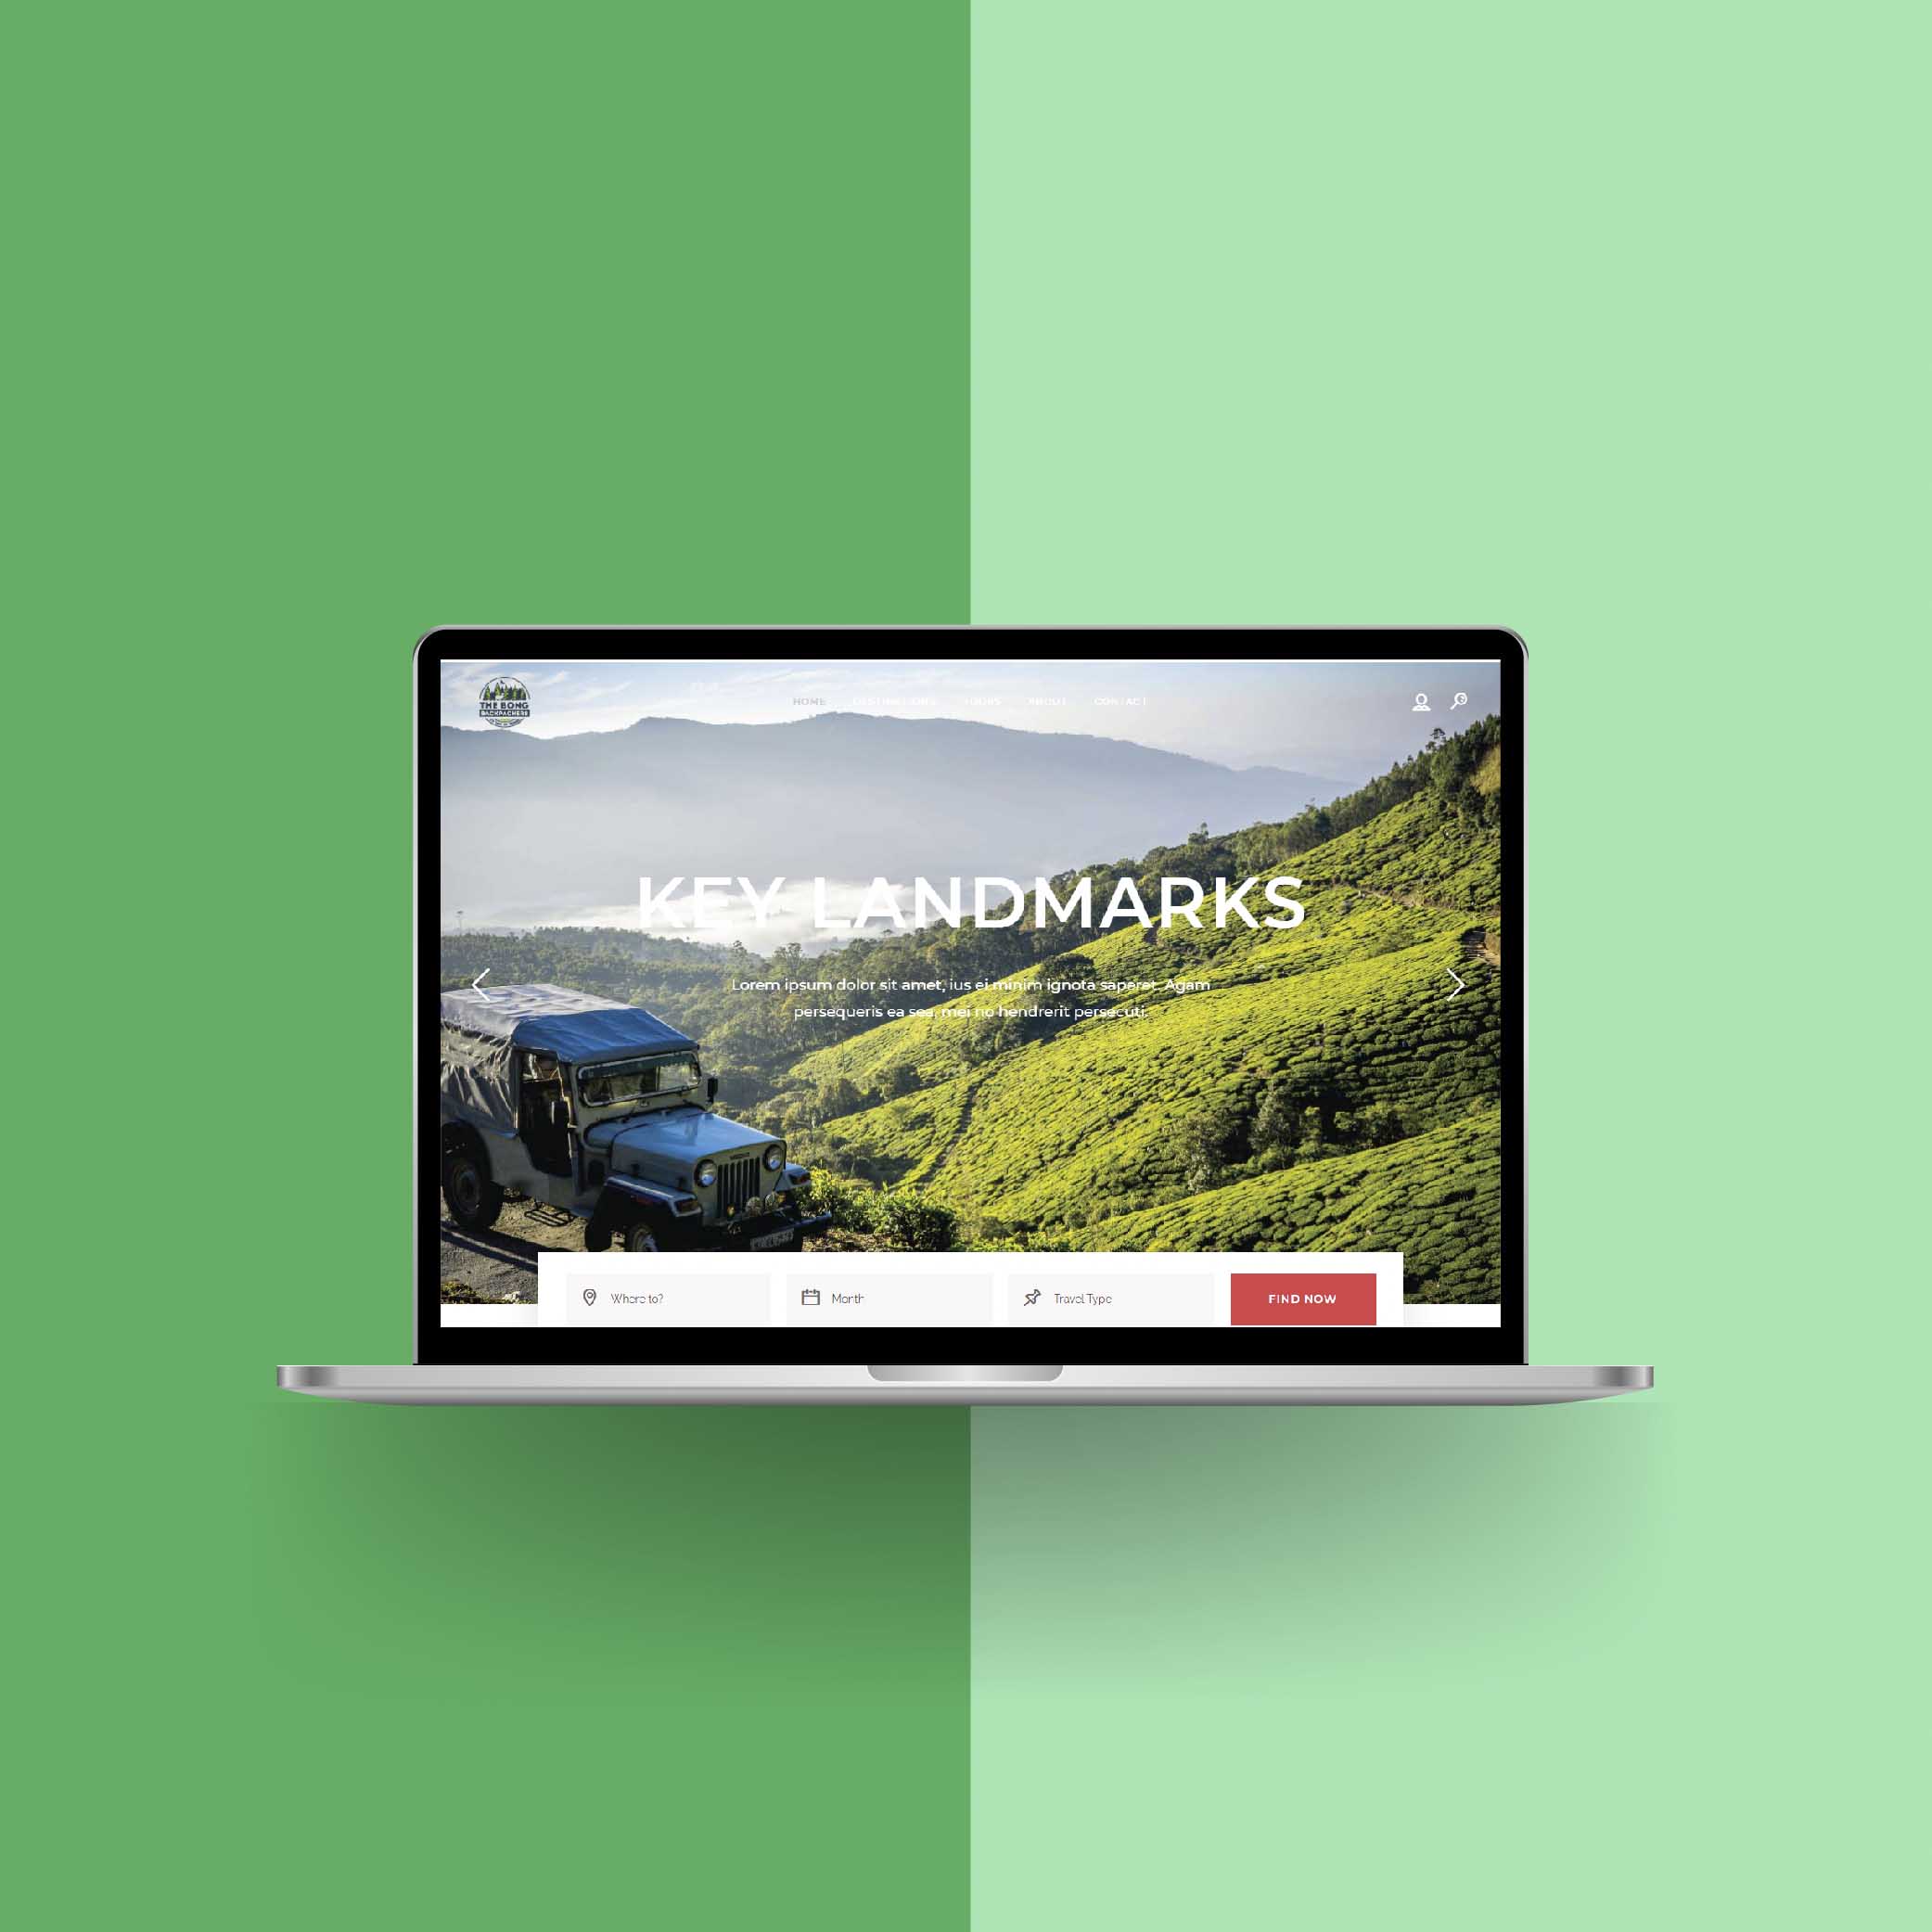 THE BONG
BACKPACKERS
HOME DESTINATIONS TOURS ABOUT CONTACT
KEY LANDMARKS
Lorem ipsum dolor sit amet, ius ei minim ignota saperet. Agam
persequeris ea sea, mei no hendrerit persecuti.
Where to? Month Travel Type FIND NOW